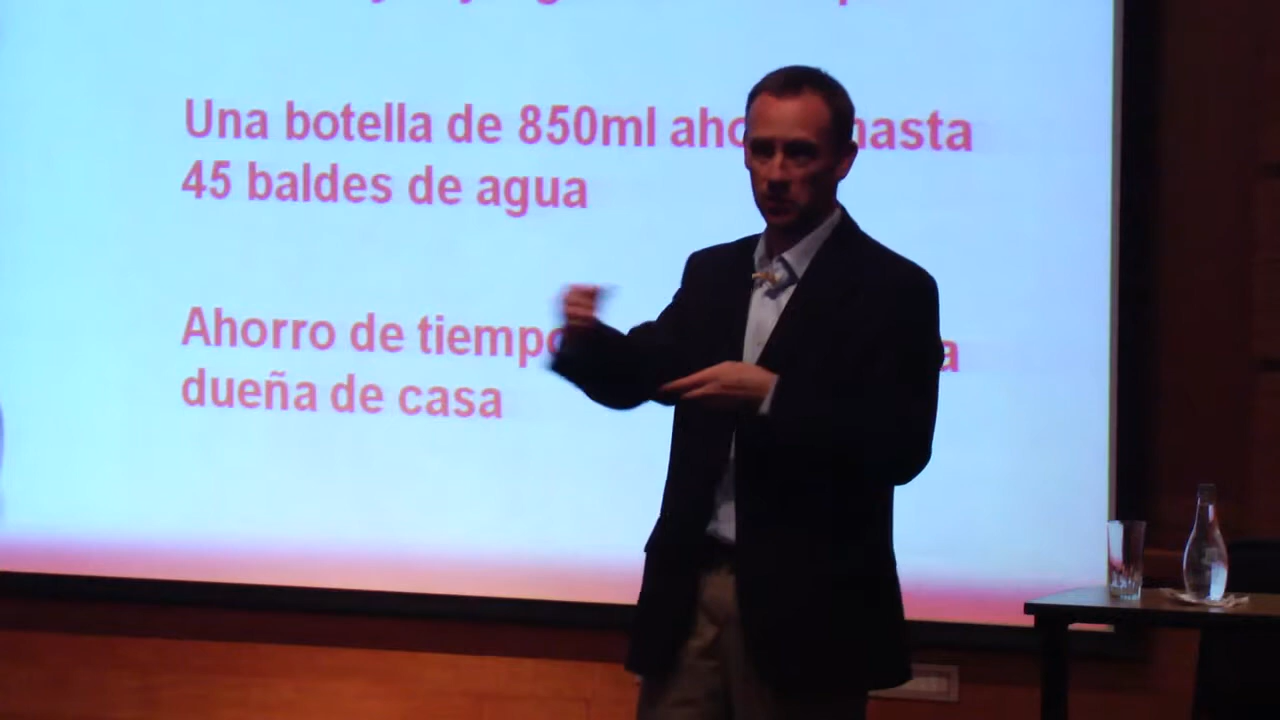 Una botella de 850ml aho hasta
45 baldes de agua
Ahorro de tiempo a
dueña de casa